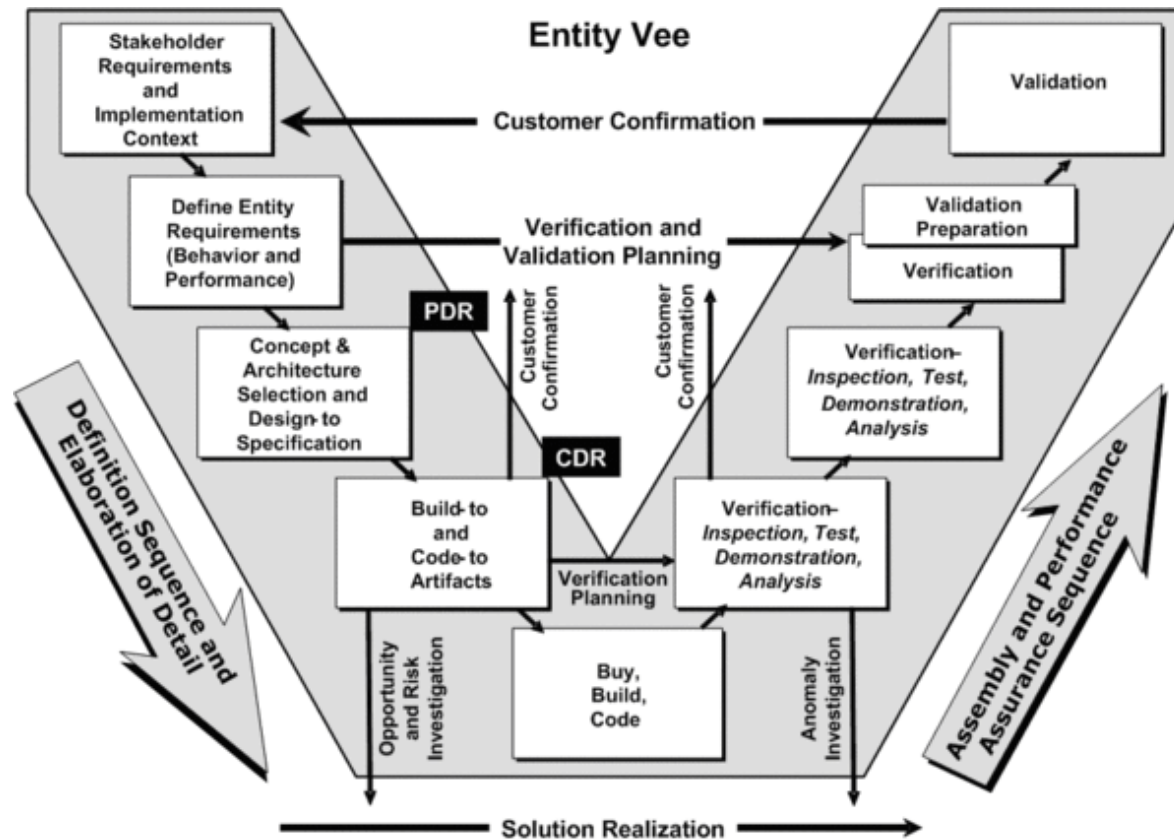 Entity Vee
Stakeholder
Requirements
and
Implementation
Context
Validation
Customer Confirmation
Define Entity
Requirements
(Behavior and
Performance)
Verification and
Validation Planning
Validation
Preparation
Verification
PDR
Concept &
Architecture
Selection and
Design-to
Specification
Customer
Confirmation
Customer
Confirmation
Verification–
Inspection, Test,
Demonstration,
Analysis
CDR
Build-to
and
Code-to
Artifacts
Verification
Planning
Verification–
Inspection, Test,
Demonstration,
Analysis
Buy,
Build,
Code
Opportunity
and Risk
Investigation
Anomaly
Investigation
Definition Sequence and
Elaboration of Detail
Assembly and Performance
Assurance Sequence
Solution Realization